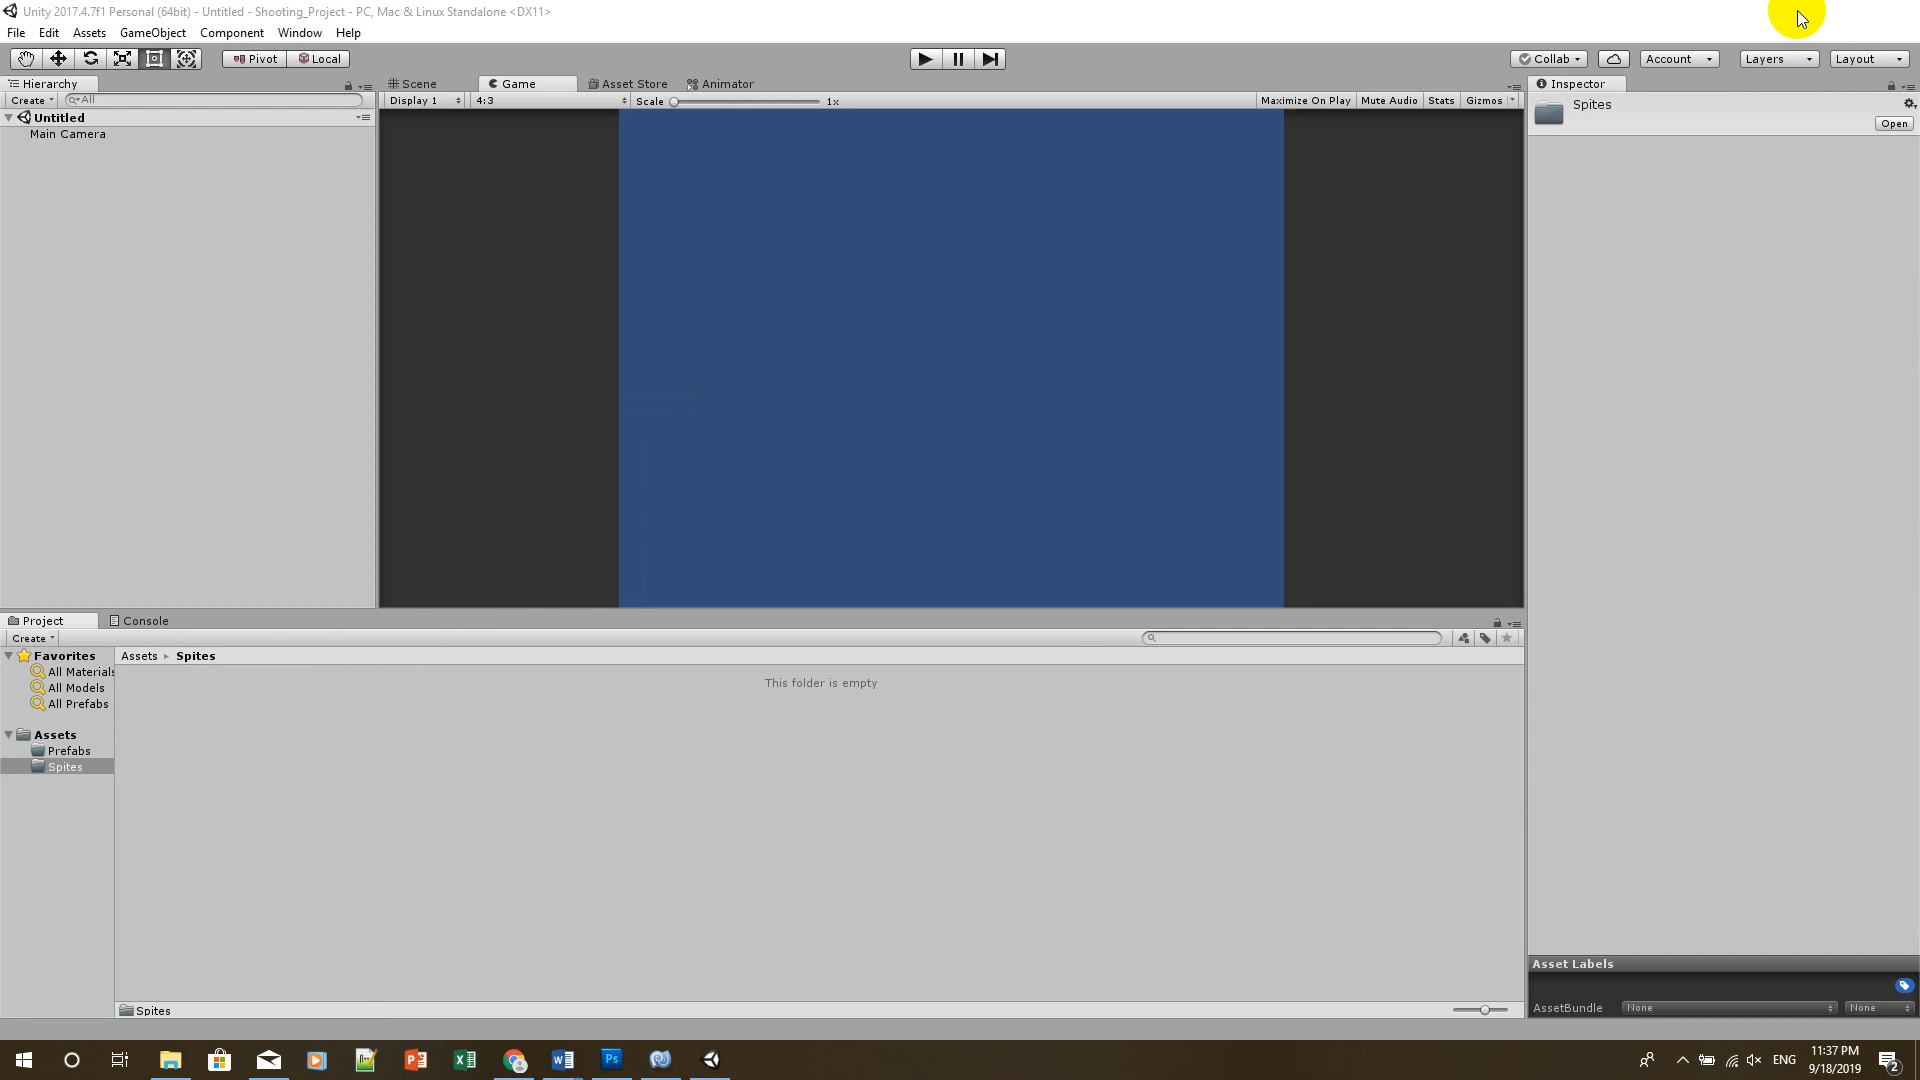 Unity 2017.4.7f1 Personal (64bit) - Untitled - Shooting_Project - PC, Mac & Linux Standalone <DX11>
File Edit Assets GameObject Component Window Help
Pivot Local Collab Account Layers Layout
Hierarchy Scene Game Asset Store Animator Inspector
Create All Display 1 4:3 Scale 1x Maximize On Play Mute Audio Stats Gizmos Spites
Untitled Open
Main Camera
Project Console
Create
Favorites Assets Spites
All Materials
All Models This folder is empty
All Prefabs
Assets
Prefabs
Spites
Asset Labels
Spites AssetBundle None None
ENG 11:37 PM
9/18/2019 2